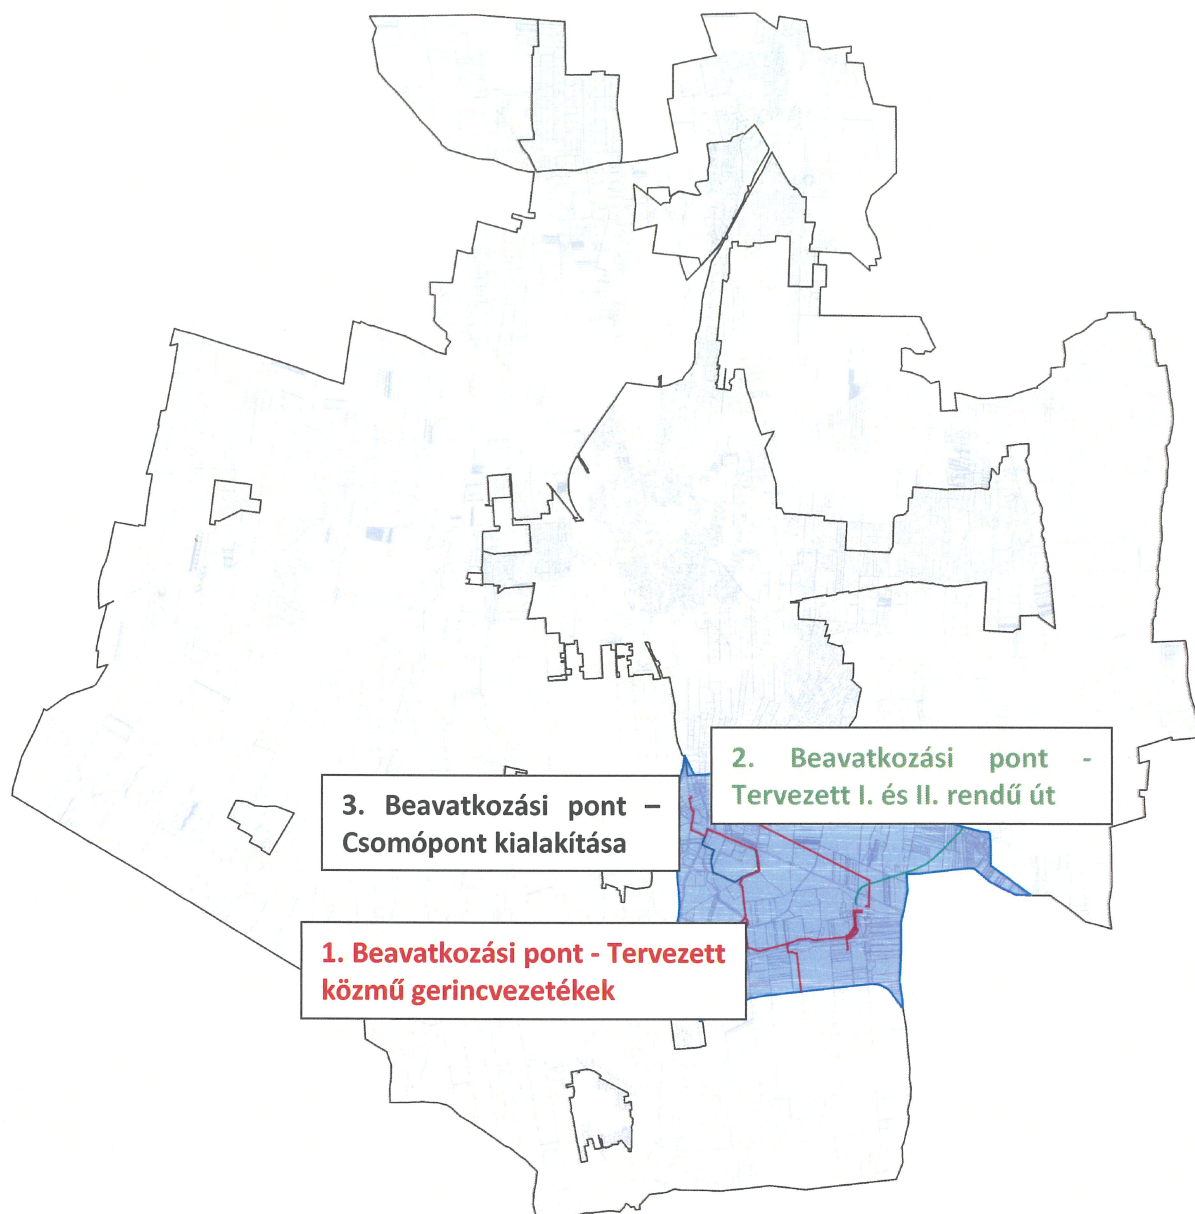 2. Beavatkozási pont -
Tervezett I. és II. rendű út
3. Beavatkozási pont –
Csomópont kialakítása
1. Beavatkozási pont - Tervezett
közmű gerincvezetékek